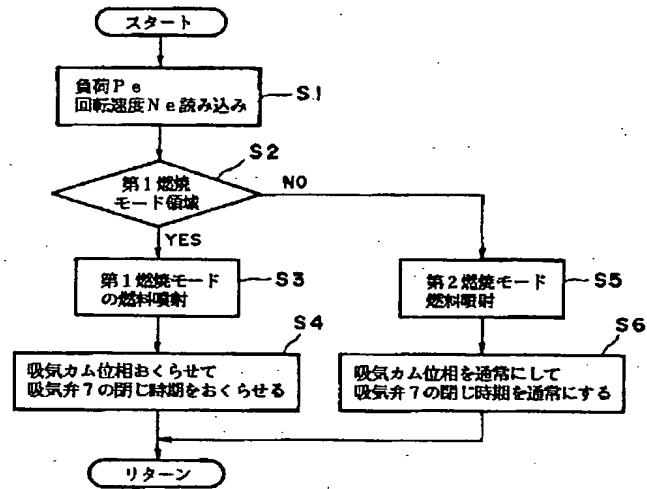 スタート
負荷Pe
回転速度Ne読み込み
S1
S2
第1燃焼
モード領域
NO
YES
第1燃焼モード
の燃料噴射
S3
第2燃焼モード
燃料噴射
S5
S4
吸気カム位相おくらせて
吸気弁7の閉じ時期をおくらせる
S6
吸気カム位相を通常にして
吸気弁7の閉じ時期を通常にする
リターン